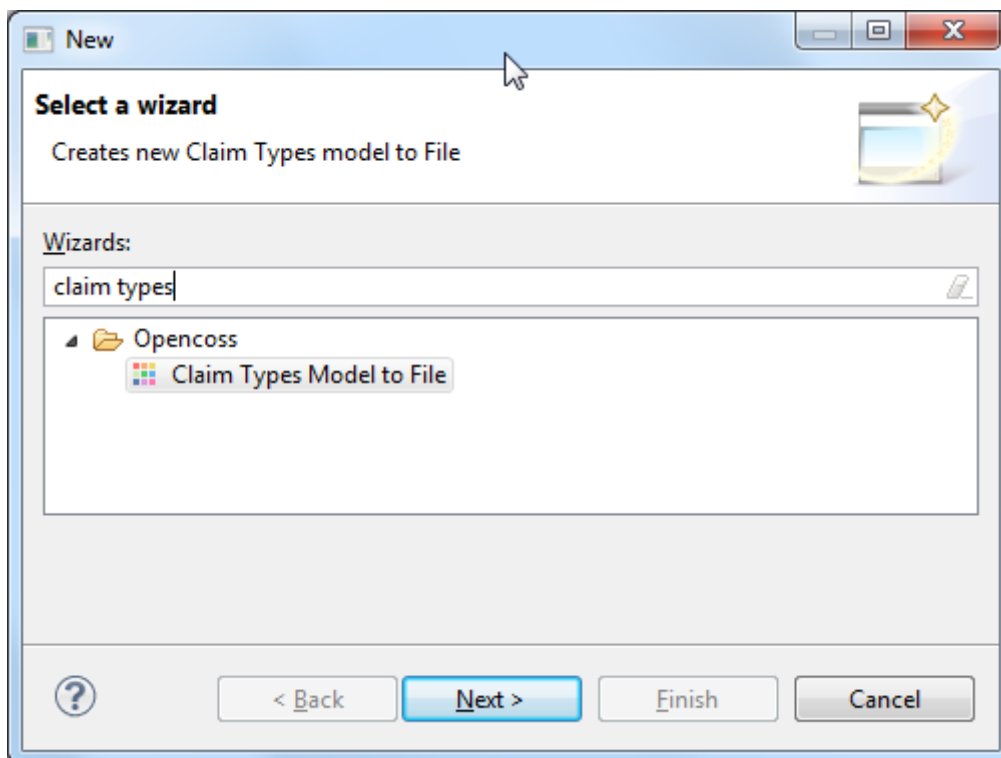 New
Select a wizard
Creates new Claim Types model to File
Wizards:
claim types
Opencoss
Claim Types Model to File
?
< Back Next > Finish Cancel